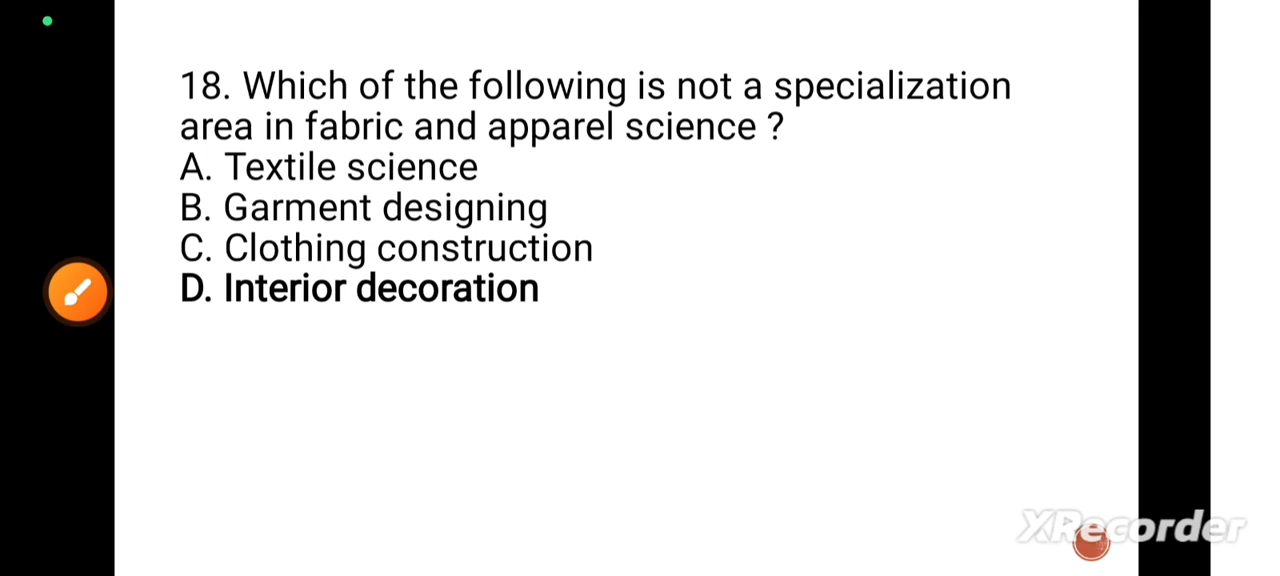 18. Which of the following is not a specialization
area in fabric and apparel science ?
A. Textile science
B. Garment designing
C. Clothing construction
D. Interior decoration
XRecorder